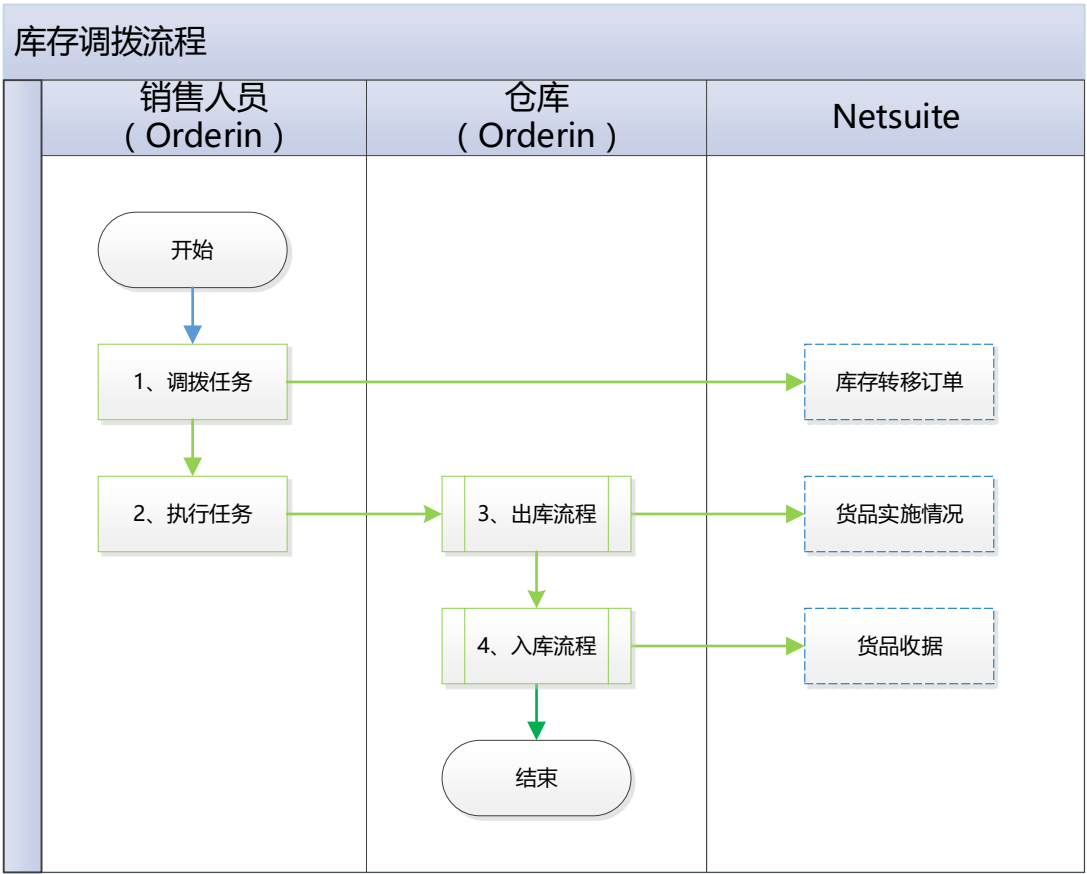 库存调拨流程
销售人员
（Orderin）
仓库
（Orderin）
Netsuite
开始
1、调拨任务
库存转移订单
2、执行任务
3、出库流程
货品实施情况
4、入库流程
货品收据
结束